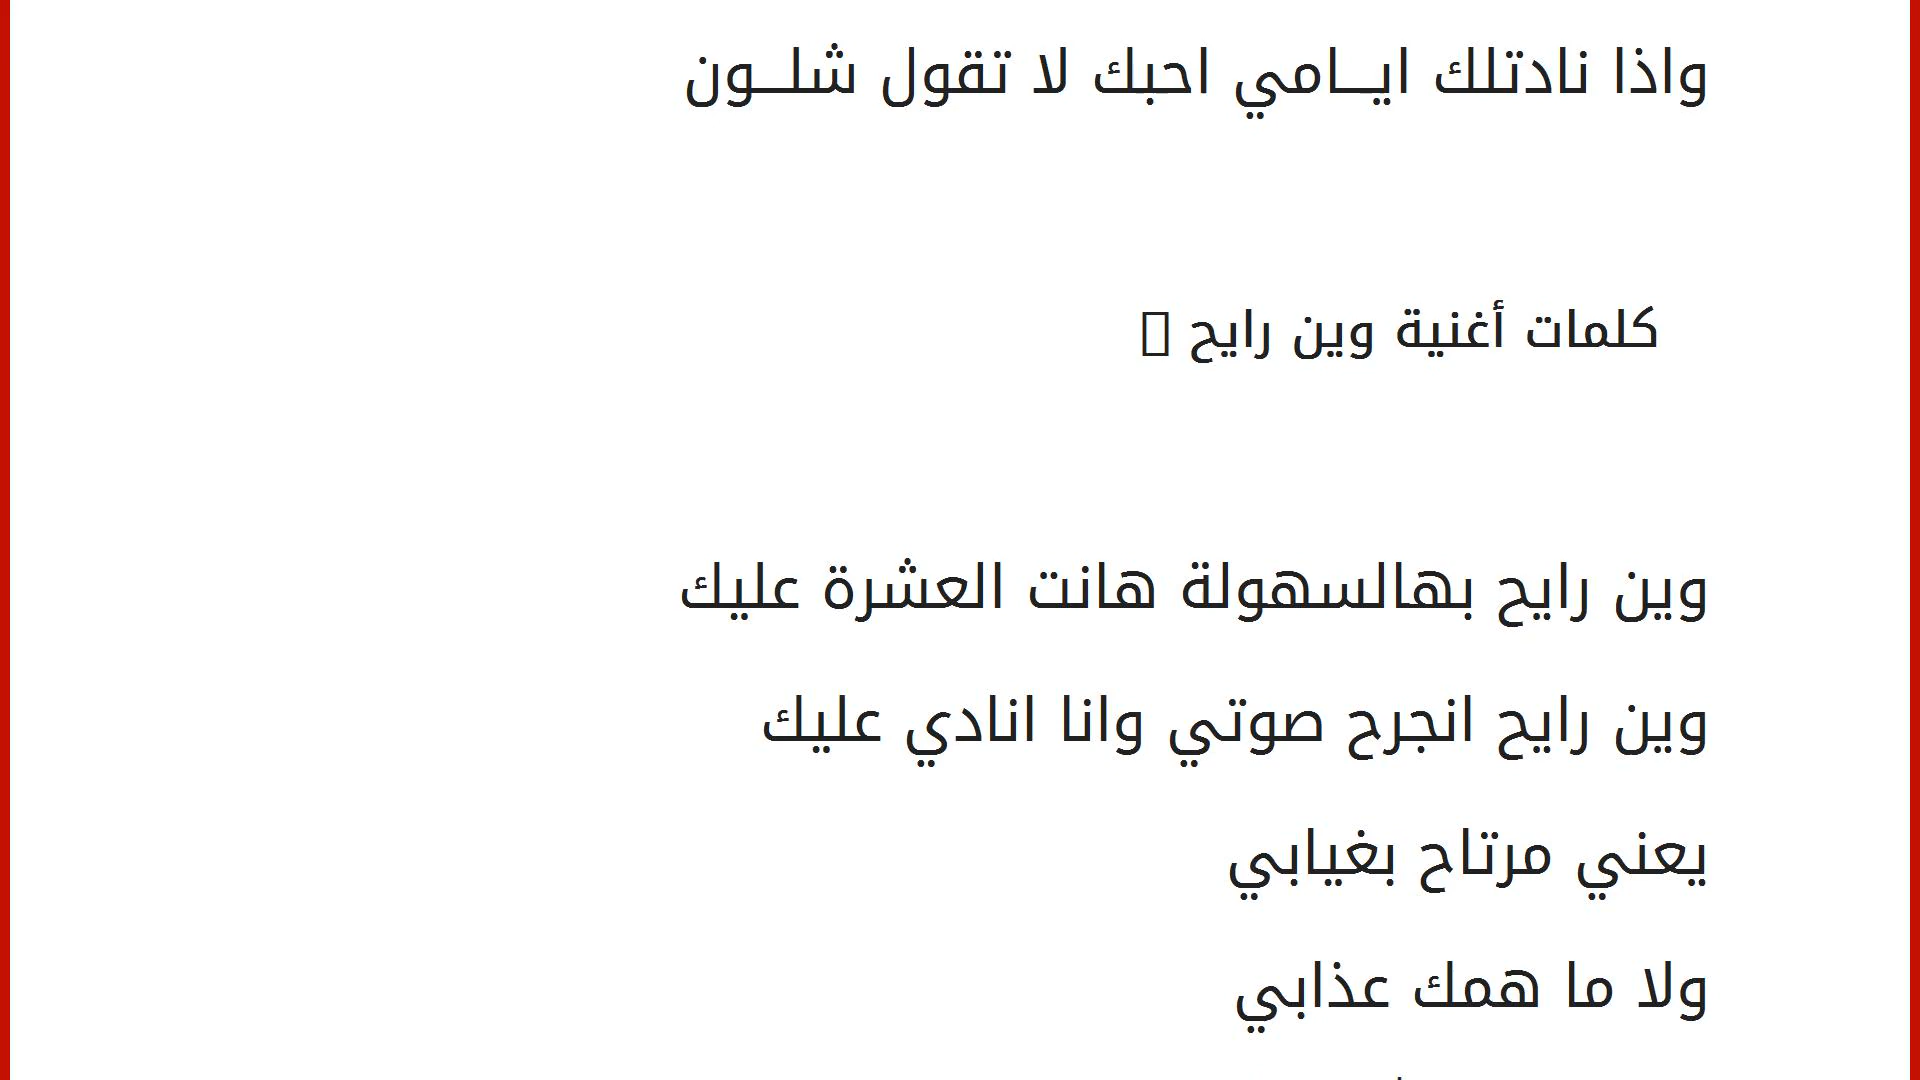 واذا نادتلك ايــامي احبك لا تقول شلــون
كلمات أغنية وين رايح
وين رايح بهالسهولة هانت العشرة عليك
وين رايح انجرح صوتي وانا انادي عليك
يعني مرتاح بغيابي
ولا ما همك عذابي